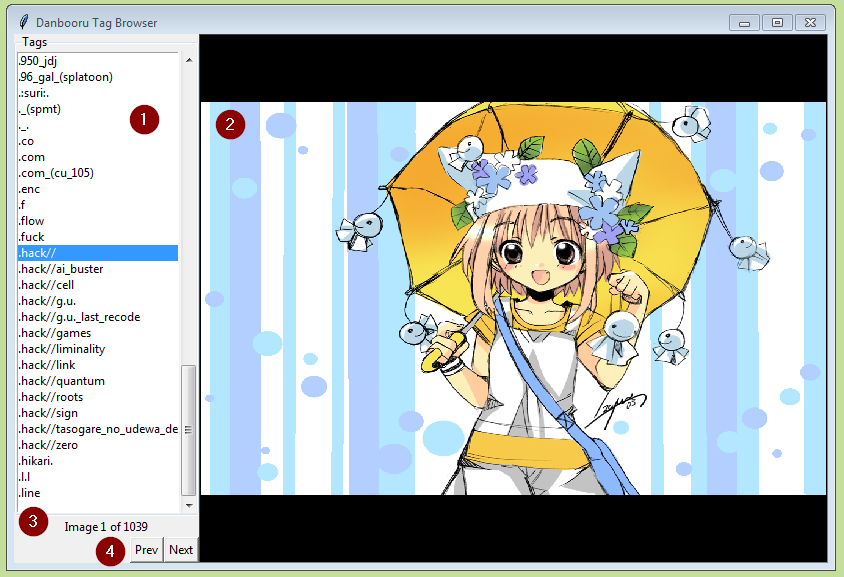 Danbooru Tag Browser
Tags
.950_jdj
.96_gal_(splatoon)
.:suri:.
._(spmt)
._.
.co
.com
.com_(cu_105)
.enc
.f
.flow
.fuck
.hack//
.hack//ai_buster
.hack//cell
.hack//g.u.
.hack//g.u._last_recode
.hack//games
.hack//liminality
.hack//link
.hack//quantum
.hack//roots
.hack//sign
.hack//tasogare_no_udewa_de
.hack//zero
.hikari.
.l.l
.line
1
2
3
Image 1 of 1039
4
Prev Next